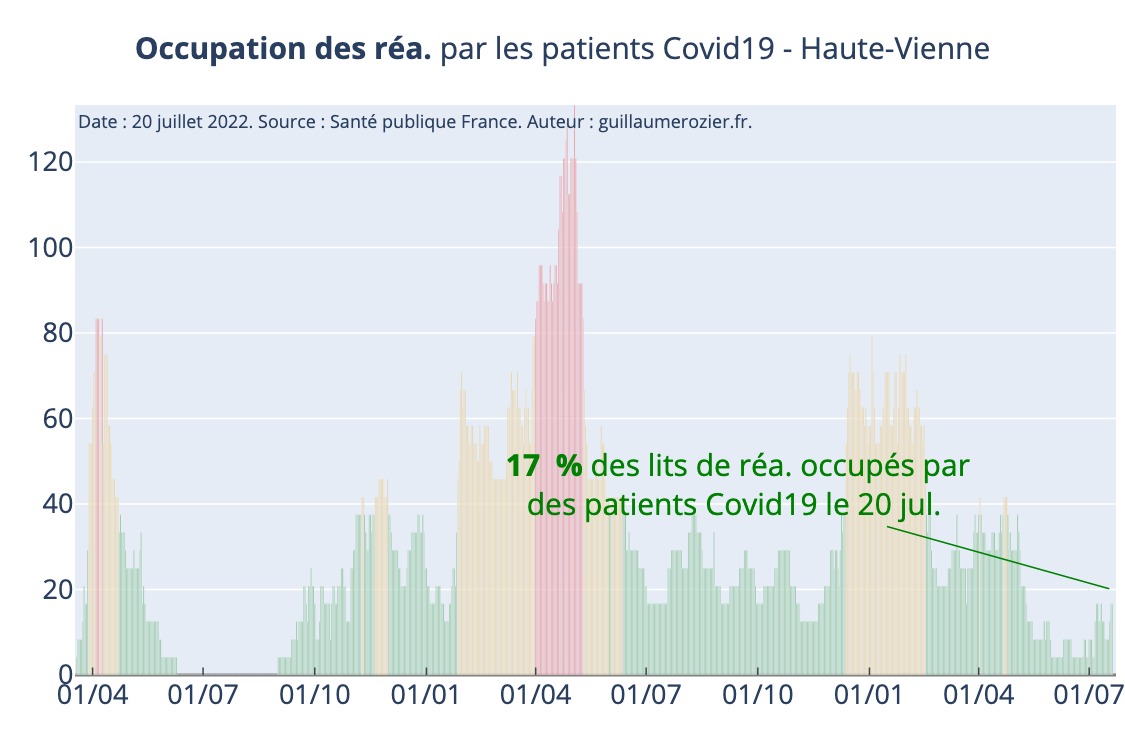 Occupation des réa. par les patients Covid19 - Haute-Vienne
Date : 20 juillet 2022. Source : Santé publique France. Auteur : guillaumerozier.fr.
120
100
80
60
40
20
0
17 % des lits de réa. occupés par
des patients Covid19 le 20 jul.
01/04 01/07 01/10 01/01 01/04 01/07 01/10 01/01 01/04 01/07